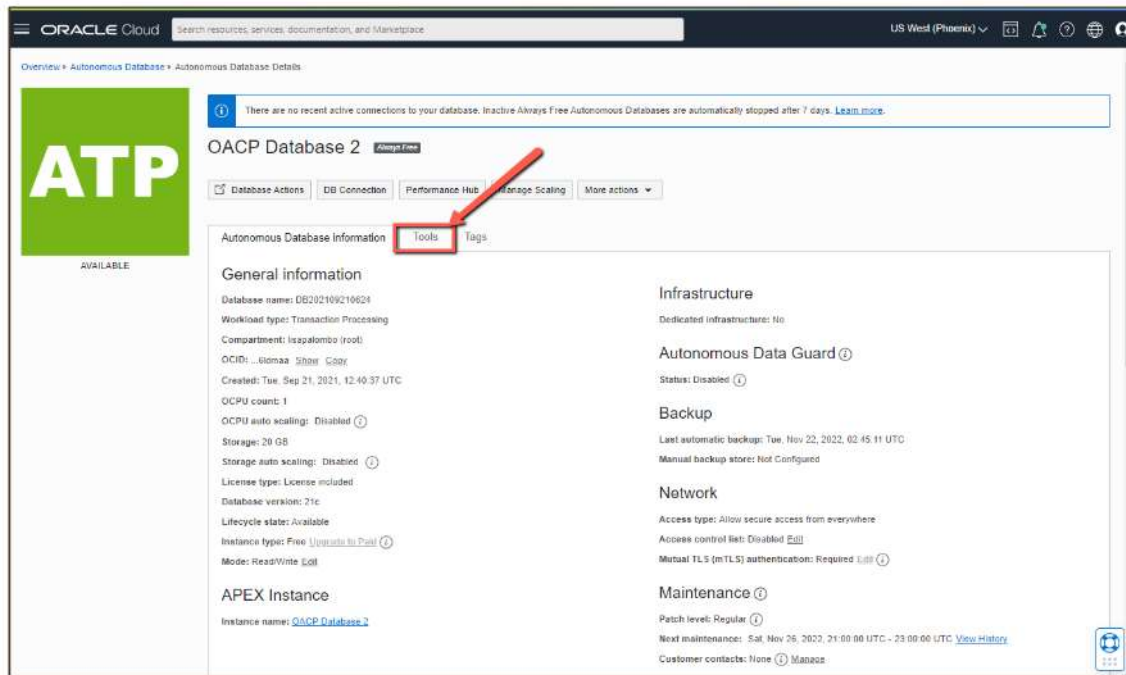 ORACLE Cloud
Search resources, services, documentation, and Marketplace
US West (Phoenix)
Overview » Autonomous Database » Autonomous Database Details
There are no recent active connections to your database. Inactive Always Free Autonomous Databases are automatically stopped after 7 days. Learn more.
ATP
AVAILABLE
OACP Database 2 Always Free
Database Actions DB Connection Performance Hub Manage Scaling More actions
Autonomous Database information Tools Tags
General information
Database name: DB202109210624
Workload type: Transaction Processing
Compartment: lisapalombo (root)
OCID: ...6idmaa Show Copy
Created: Tue, Sep 21, 2021, 12:40:37 UTC
OCPU count: 1
OCPU auto scaling: Disabled
Storage: 20 GB
Storage auto scaling: Disabled
License type: License included
Database version: 21c
Lifecycle state: Available
Instance type: Free Upgrade to Paid
Mode: Read/Write Edit
APEX Instance
Instance name: OACP Database 2
Infrastructure
Dedicated infrastructure: No
Autonomous Data Guard
Status: Disabled
Backup
Last automatic backup: Tue, Nov 22, 2022, 02:45:11 UTC
Manual backup store: Not Configured
Network
Access type: Allow secure access from everywhere
Access control list: Disabled Edit
Mutual TLS (mTLS) authentication: Required Edit
Maintenance
Patch level: Regular
Next maintenance: Sat, Nov 26, 2022, 21:00:00 UTC - 23:00:00 UTC View History
Customer contacts: None Manage